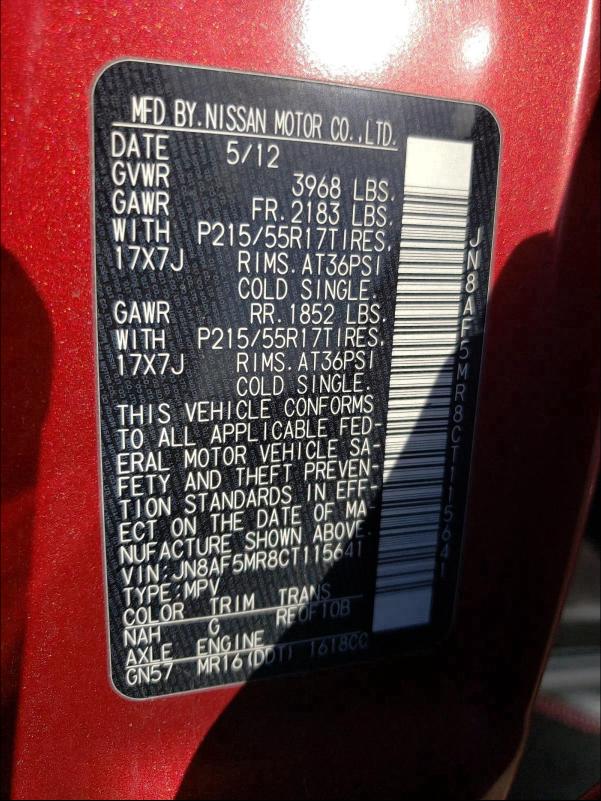 MFD BY.NISSAN MOTOR CO.,LTD.
DATE 5/12
GVWR 3968 LBS.
GAWR FR.2183 LBS.
WITH P215/55R17TIRES.
17X7J RIMS.AT36PSI
COLD SINGLE.
GAWR RR.1852 LBS.
WITH P215/55R17TIRES.
17X7J RIMS.AT36PSI
COLD SINGLE.
THIS VEHICLE CONFORMS
TO ALL APPLICABLE FED-
ERAL MOTOR VEHICLE SA-
FETY AND THEFT PREVEN-
TION STANDARDS IN EFF-
ECT ON THE DATE OF MA-
NUFACTURE SHOWN ABOVE.
VIN:JN8AF5MR8CT115641
TYPE:MPV
COLOR TRIM TRANS
NAH G RE0F10B
AXLE ENGINE
GN57 MR16(DDT) 1618CC
JN8AF5MR8CT115641